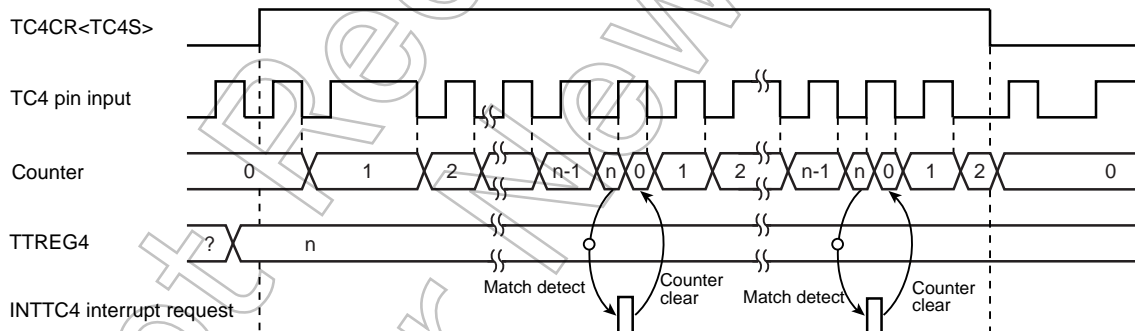 TC4CR<TC4S>
TC4 pin input
Counter
0 1 2 n-1 n 0 1 2 n-1 n 0 1 2 0
TTREG4
? n
Match detect Counter clear Match detect Counter clear
INTTC4 interrupt request